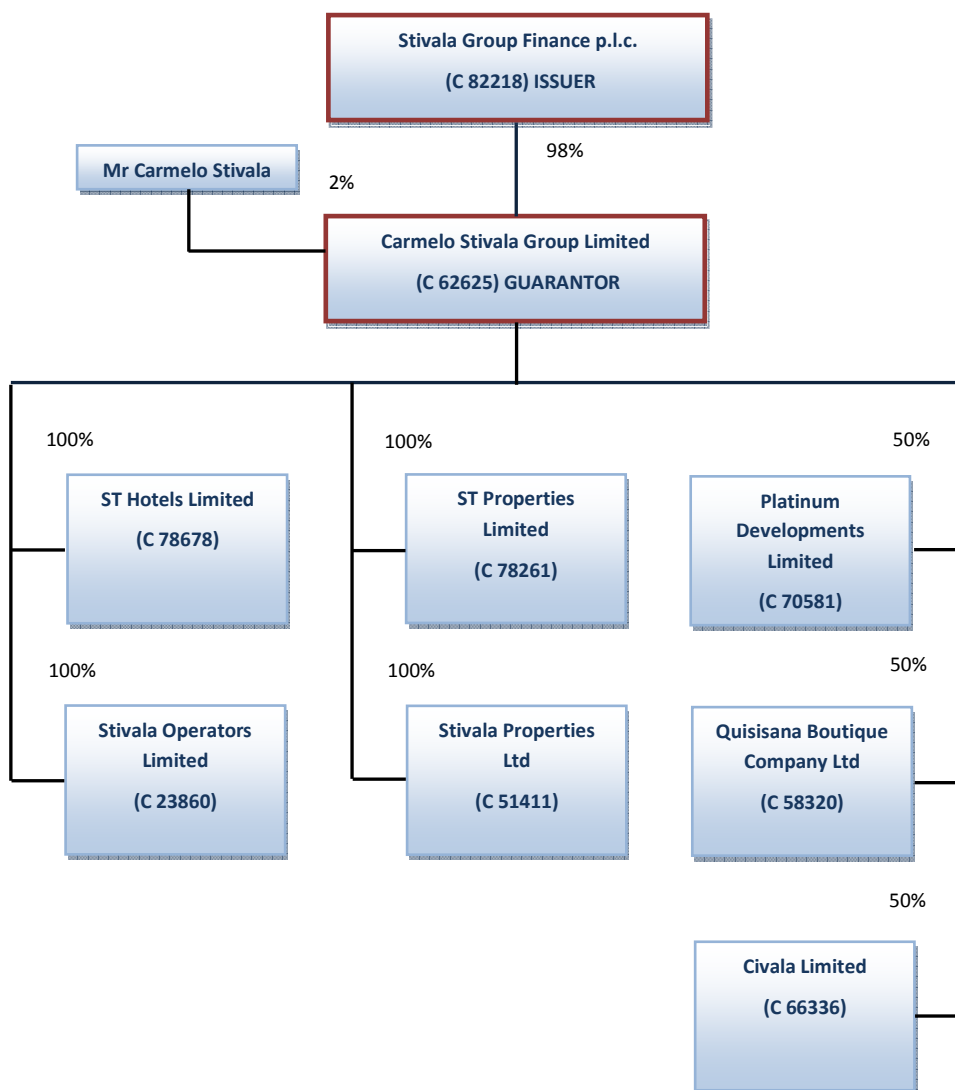 Stivala Group Finance p.l.c.
(C 82218) ISSUER
98%
Mr Carmelo Stivala
2%
Carmelo Stivala Group Limited
(C 62625) GUARANTOR
100%
100%
50%
ST Hotels Limited
(C 78678)
ST Properties
Limited
(C 78261)
Platinum
Developments
Limited
(C 70581)
100%
100%
50%
Stivala Operators
Limited
(C 23860)
Stivala Properties
Ltd
(C 51411)
Quisisana Boutique
Company Ltd
(C 58320)
50%
Civala Limited
(C 66336)